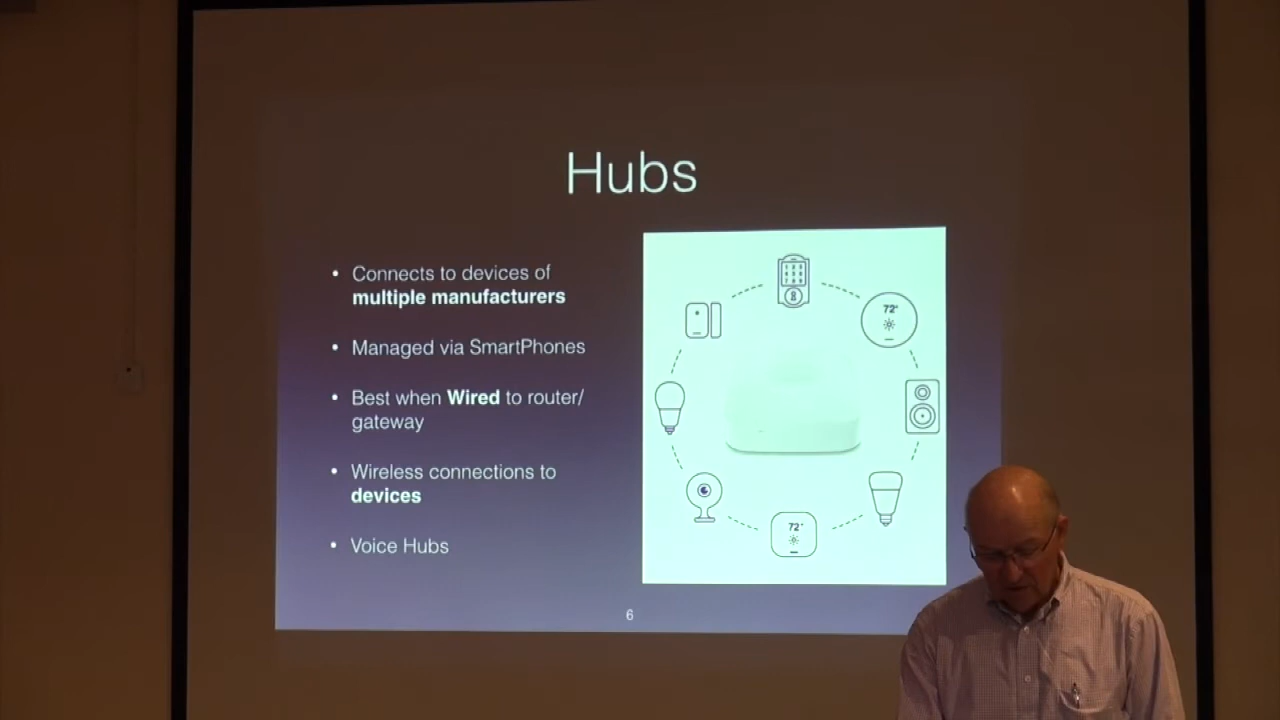 Hubs
• Connects to devices of
multiple manufacturers
• Managed via SmartPhones
• Best when Wired to router/
gateway
• Wireless connections to
devices
• Voice Hubs
72°
72°
6